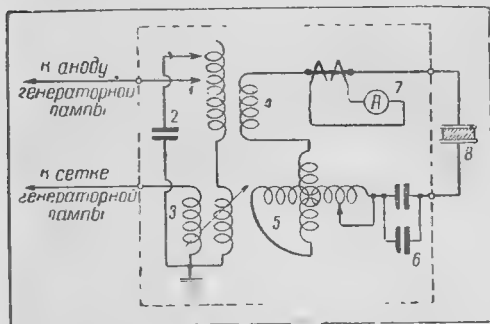 к аноду
генераторной
лампы
к сетке
генераторной
лампы
1
2
3
4
5
6
7
А
8